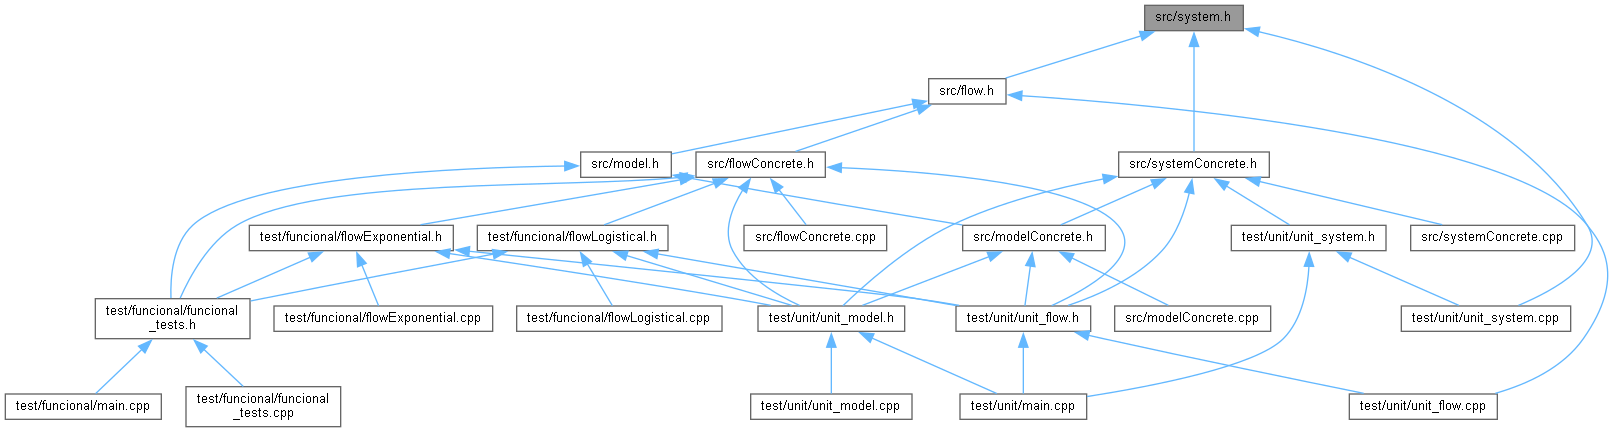 src/system.h
src/flow.h
src/model.h
src/flowConcrete.h
src/systemConcrete.h
test/funcional/flowExponential.h
test/funcional/flowLogistical.h
src/flowConcrete.cpp
src/modelConcrete.h
test/unit/unit_system.h
src/systemConcrete.cpp
test/funcional/funcional
_tests.h
test/funcional/flowExponential.cpp
test/funcional/flowLogistical.cpp
test/unit/unit_model.h
test/unit/unit_flow.h
src/modelConcrete.cpp
test/unit/unit_system.cpp
test/funcional/main.cpp
test/funcional/funcional
_tests.cpp
test/unit/unit_model.cpp
test/unit/main.cpp
test/unit/unit_flow.cpp